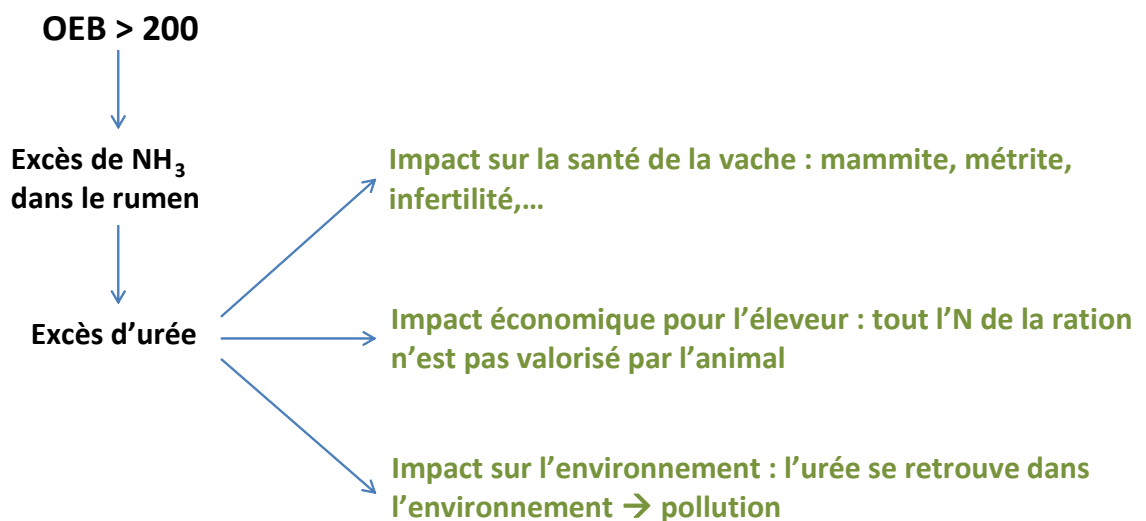 OEB > 200
Excès de NH₃
dans le rumen
Impact sur la santé de la vache : mammite, métrite,
infertilité,…
Excès d’urée
Impact économique pour l’éleveur : tout l’N de la ration
n’est pas valorisé par l’animal
Impact sur l’environnement : l’urée se retrouve dans
l’environnement → pollution